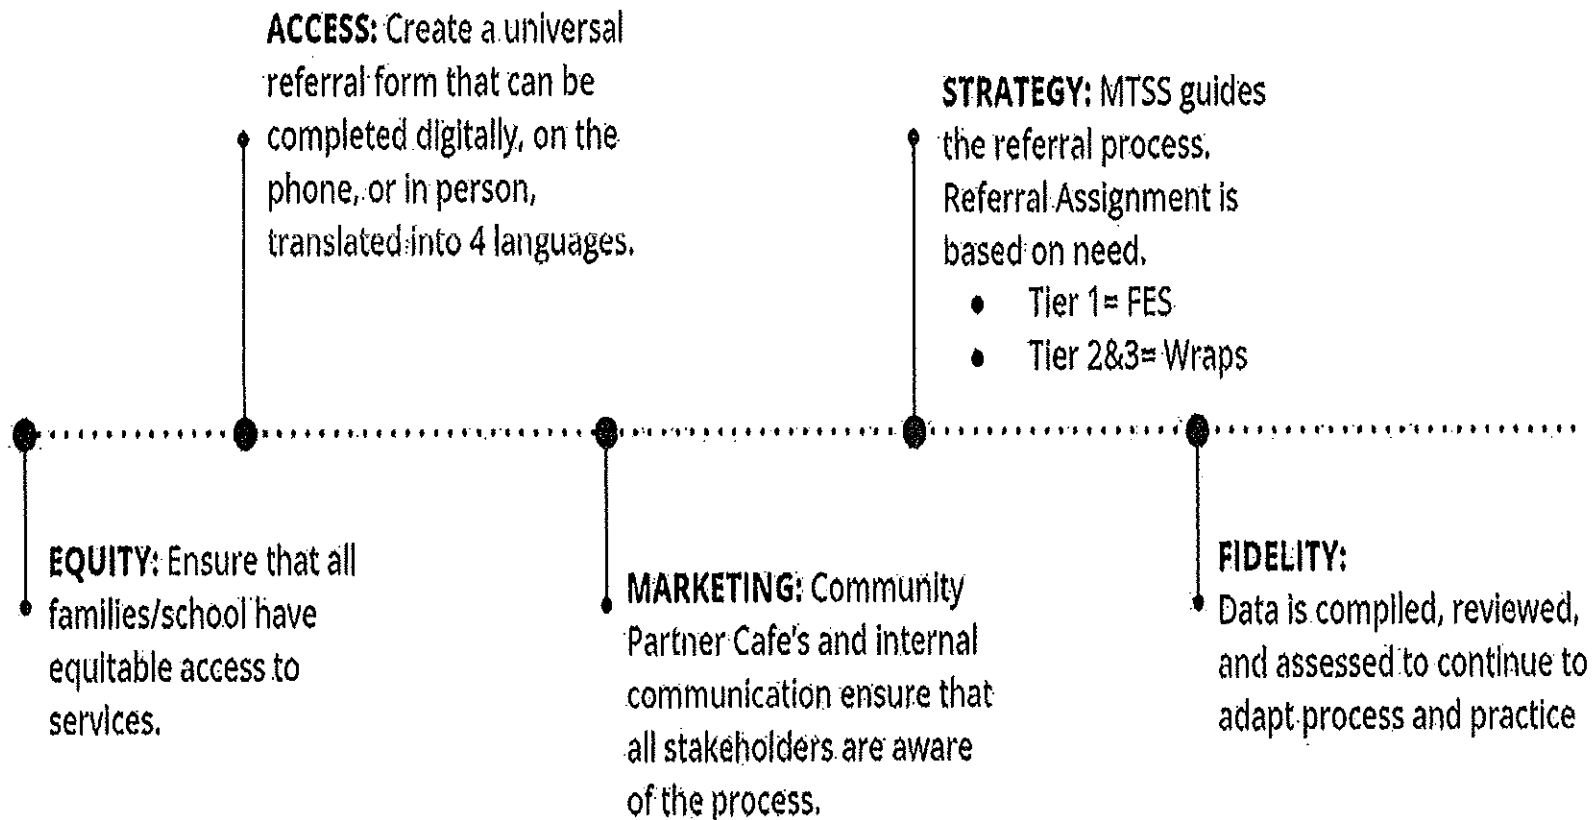 ACCESS: Create a universal
referral form that can be
completed digitally, on the
phone, or in person,
translated into 4 languages.
STRATEGY: MTSS guides
the referral process.
Referral Assignment is
based on need.
• Tier 1= FES
• Tier 2&3= Wraps
EQUITY: Ensure that all
families/school have
equitable access to
services.
MARKETING: Community
Partner Cafe's and internal
communication ensure that
all stakeholders are aware
of the process.
FIDELITY:
Data is compiled, reviewed,
and assessed to continue to
adapt process and practice